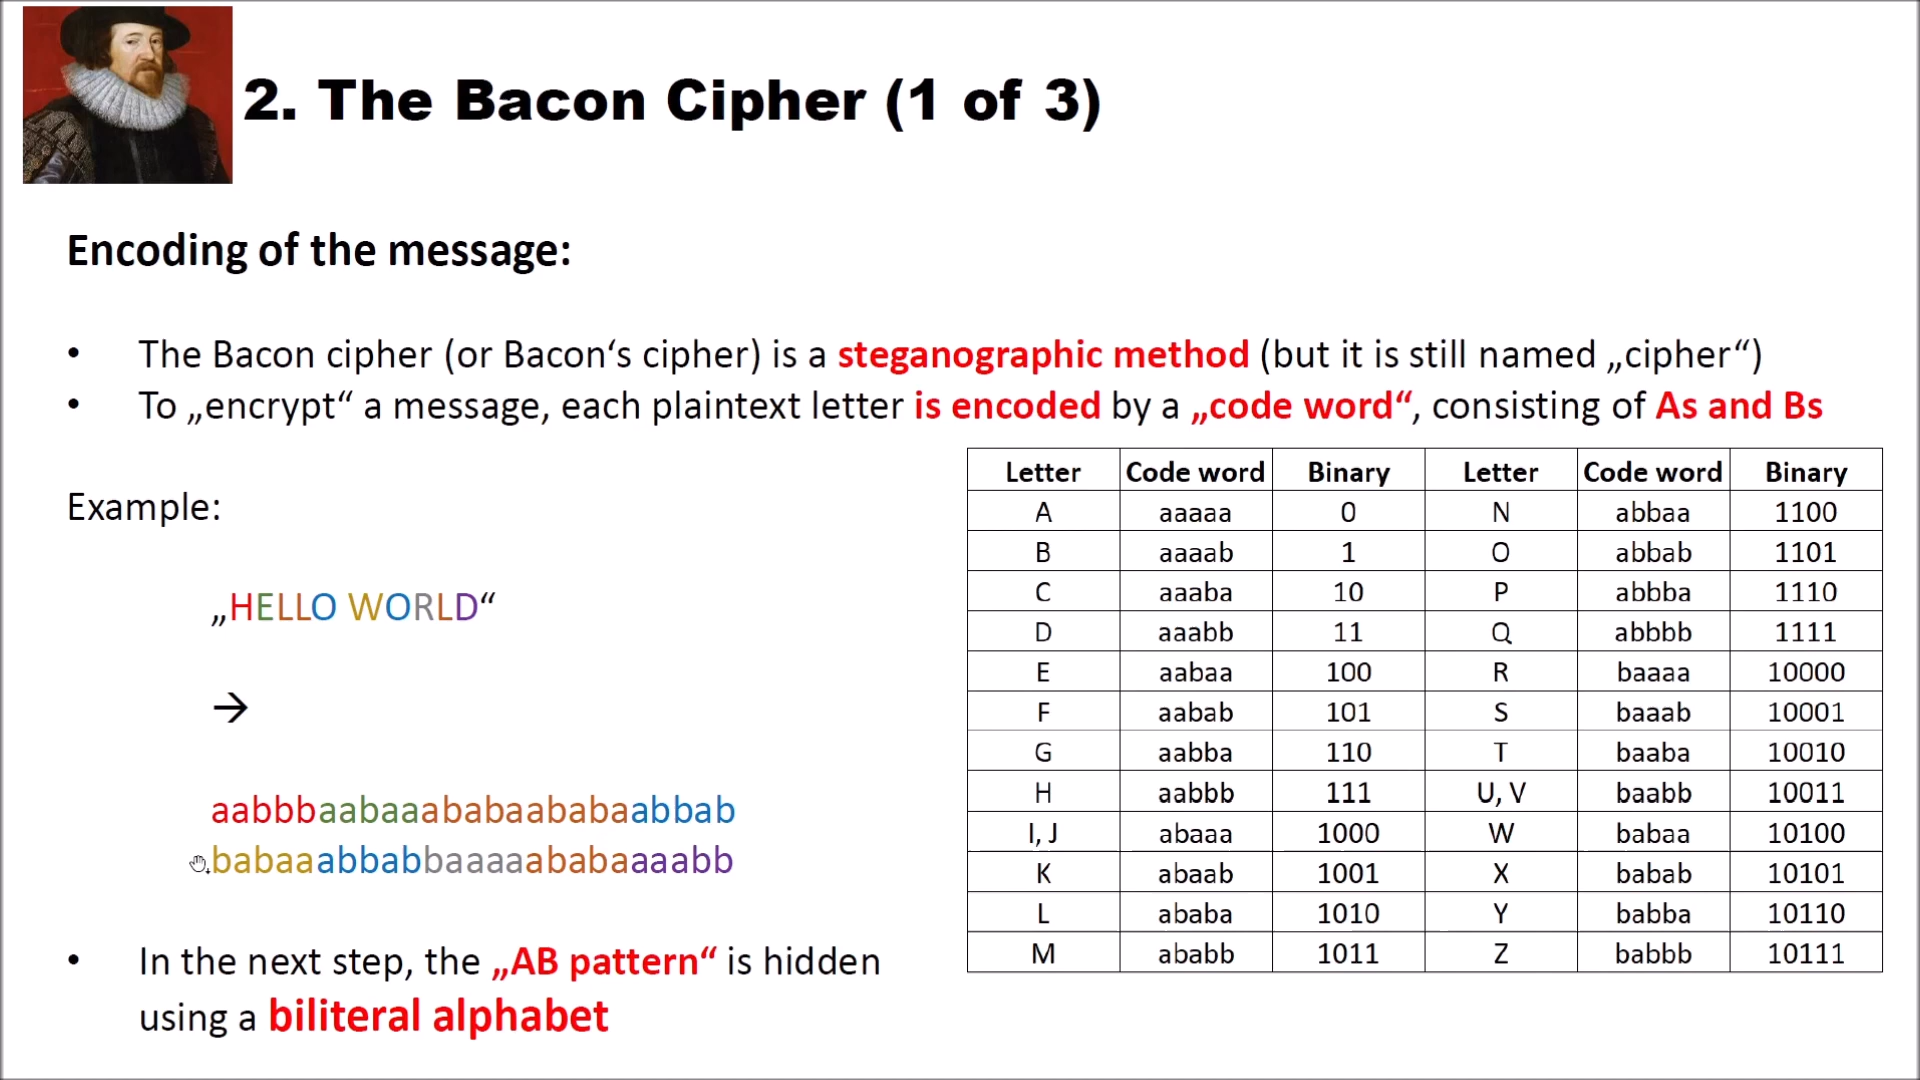 2. The Bacon Cipher (1 of 3)
Encoding of the message:
• The Bacon cipher (or Bacon‘s cipher) is a steganographic method (but it is still named „cipher“)
• To „encrypt“ a message, each plaintext letter is encoded by a „code word“, consisting of As and Bs
Example:
„HELLO WORLD“
→
aabbbaabaaababaababaabbab
babaaabbabbaaaaababaaaabb
• In the next step, the „AB pattern“ is hidden
using a biliteral alphabet
Letter Code word Binary Letter Code word Binary
A aaaaa 0 N abbaa 1100
B aaaab 1 O abbab 1101
C aaaba 10 P abbba 1110
D aaabb 11 Q abbbb 1111
E aabaa 100 R baaaa 10000
F aabab 101 S baaab 10001
G aabba 110 T baaba 10010
H aabbb 111 U, V baabb 10011
I, J abaaa 1000 W babaa 10100
K abaab 1001 X babab 10101
L ababa 1010 Y babba 10110
M ababb 1011 Z babbb 10111